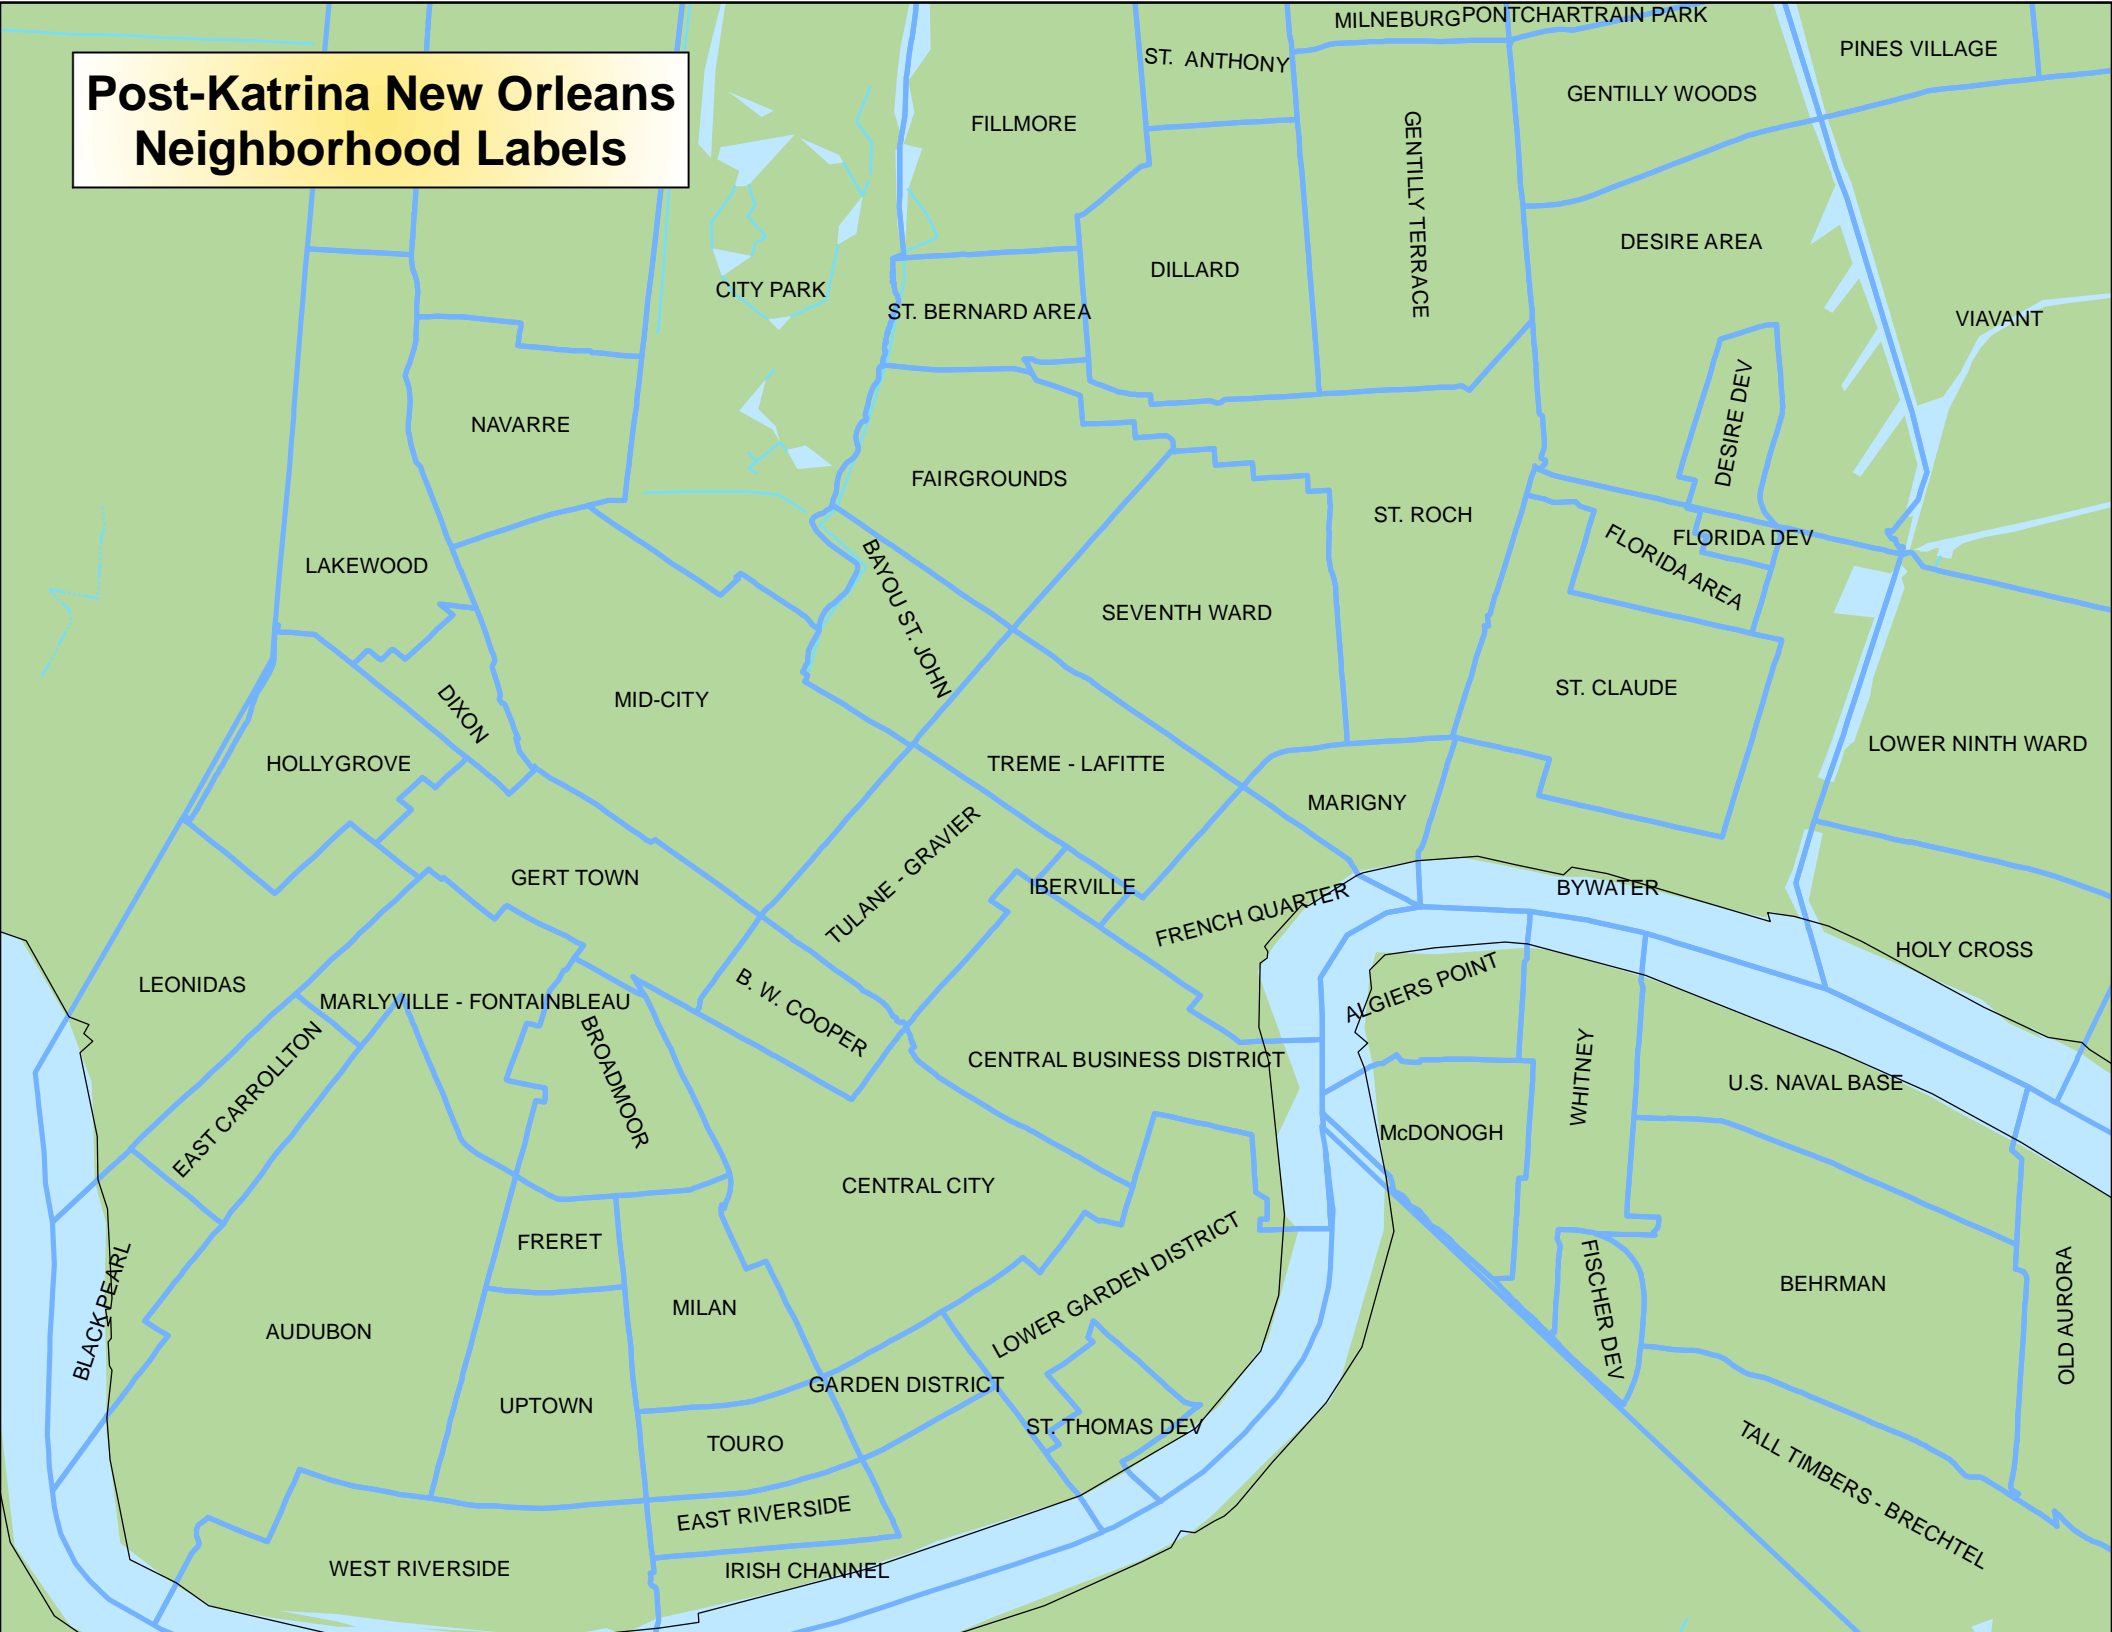 Post-Katrina New Orleans
Neighborhood Labels
MILNEBURG
PONTCHARTRAIN PARK
PINES VILLAGE
ST. ANTHONY
GENTILLY WOODS
FILLMORE
GENTILLY TERRACE
DESIRE AREA
DILLARD
CITY PARK
ST. BERNARD AREA
VIAVANT
DESIRE DEV
NAVARRE
FAIRGROUNDS
ST. ROCH
FLORIDA DEV
FLORIDA AREA
LAKEWOOD
BAYOU ST. JOHN
SEVENTH WARD
ST. CLAUDE
MID-CITY
DIXON
LOWER NINTH WARD
HOLLYGROVE
TREME - LAFITTE
MARIGNY
TULANE - GRAVIER
GERT TOWN
IBERVILLE
BYWATER
FRENCH QUARTER
HOLY CROSS
LEONIDAS
ALGIERS POINT
MARLYVILLE - FONTAINBLEAU
B. W. COOPER
BROADMOOR
CENTRAL BUSINESS DISTRICT
EAST CARROLLTON
WHITNEY
U.S. NAVAL BASE
McDONOGH
CENTRAL CITY
FRERET
LOWER GARDEN DISTRICT
BLACK PEARL
FISCHER DEV
BEHRMAN
OLD AURORA
MILAN
AUDUBON
GARDEN DISTRICT
UPTOWN
ST. THOMAS DEV
TOURO
TALL TIMBERS - BRECHTEL
EAST RIVERSIDE
WEST RIVERSIDE
IRISH CHANNEL